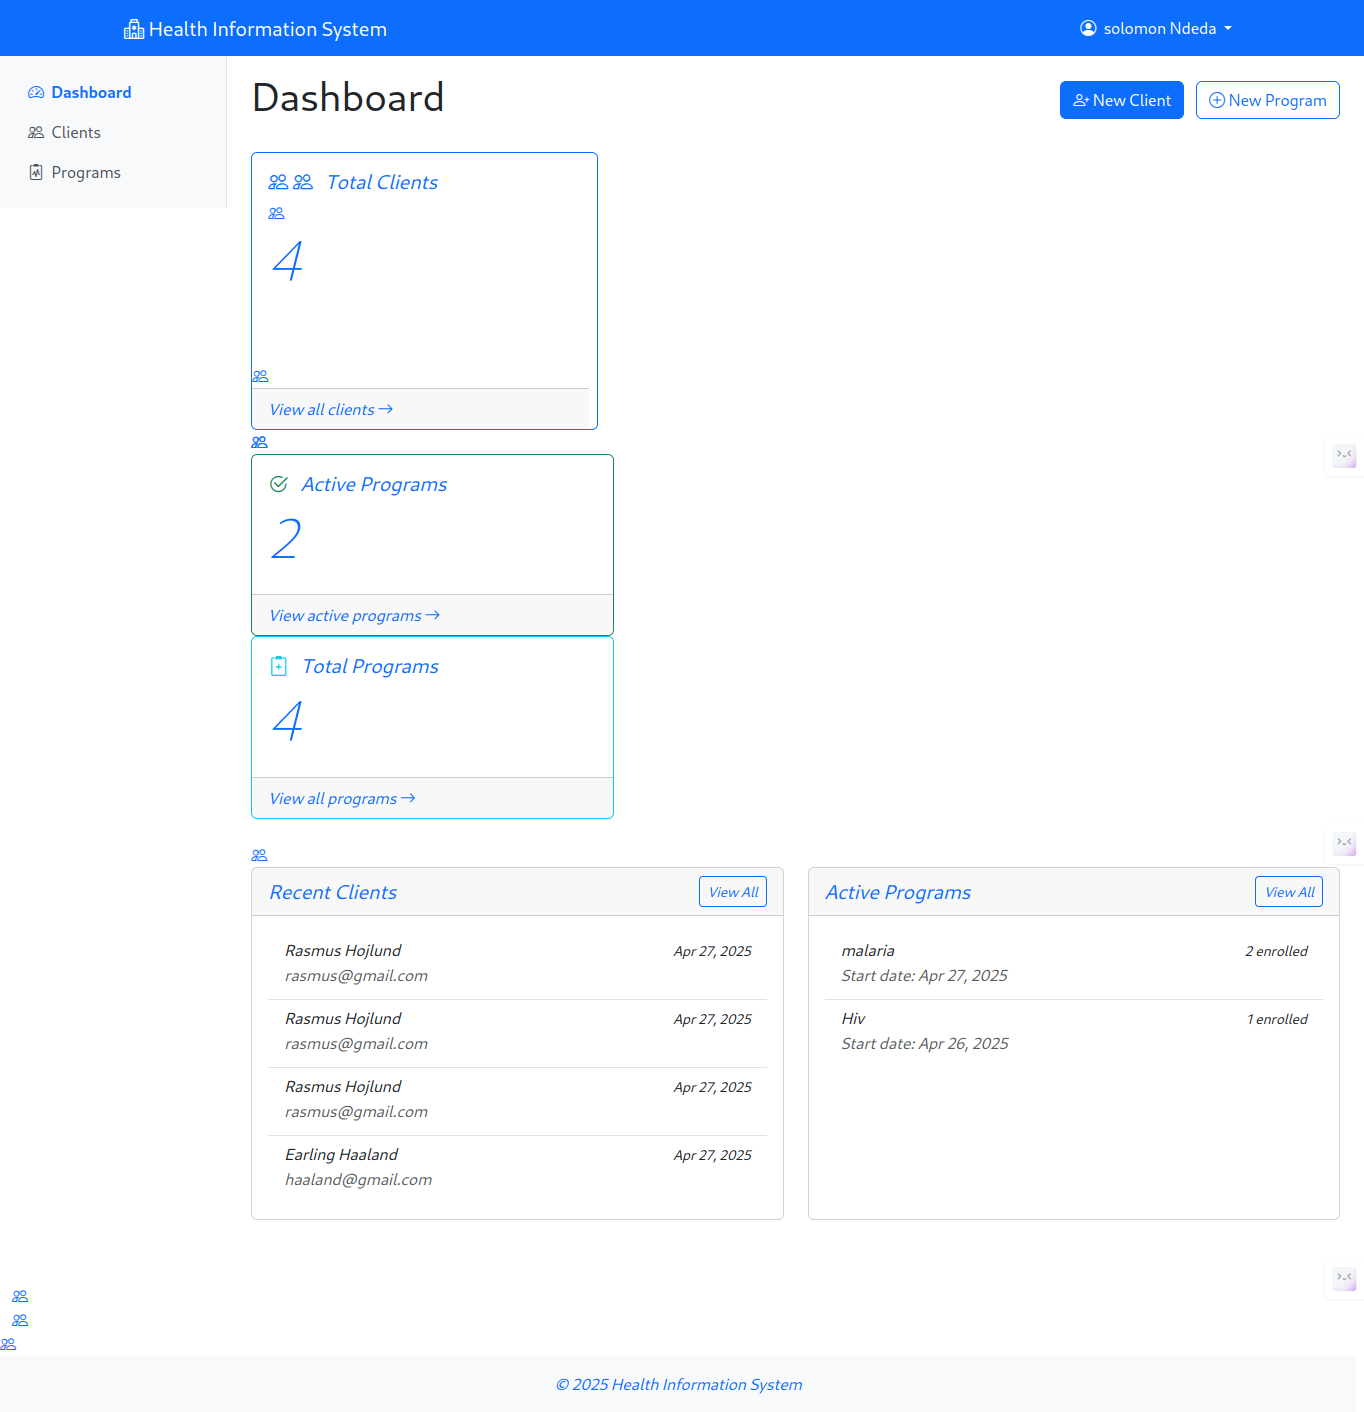 Health Information System
solomon Ndeda
Dashboard
Clients
Programs
Dashboard
New Client
New Program
Total Clients
4
View all clients
Active Programs
2
View active programs
Total Programs
4
View all programs
Recent Clients
View All
Rasmus Hojlund
Apr 27, 2025
rasmus@gmail.com
Rasmus Hojlund
Apr 27, 2025
rasmus@gmail.com
Rasmus Hojlund
Apr 27, 2025
rasmus@gmail.com
Earling Haaland
Apr 27, 2025
haaland@gmail.com
Active Programs
View All
malaria
2 enrolled
Start date: Apr 27, 2025
Hiv
1 enrolled
Start date: Apr 26, 2025
© 2025 Health Information System